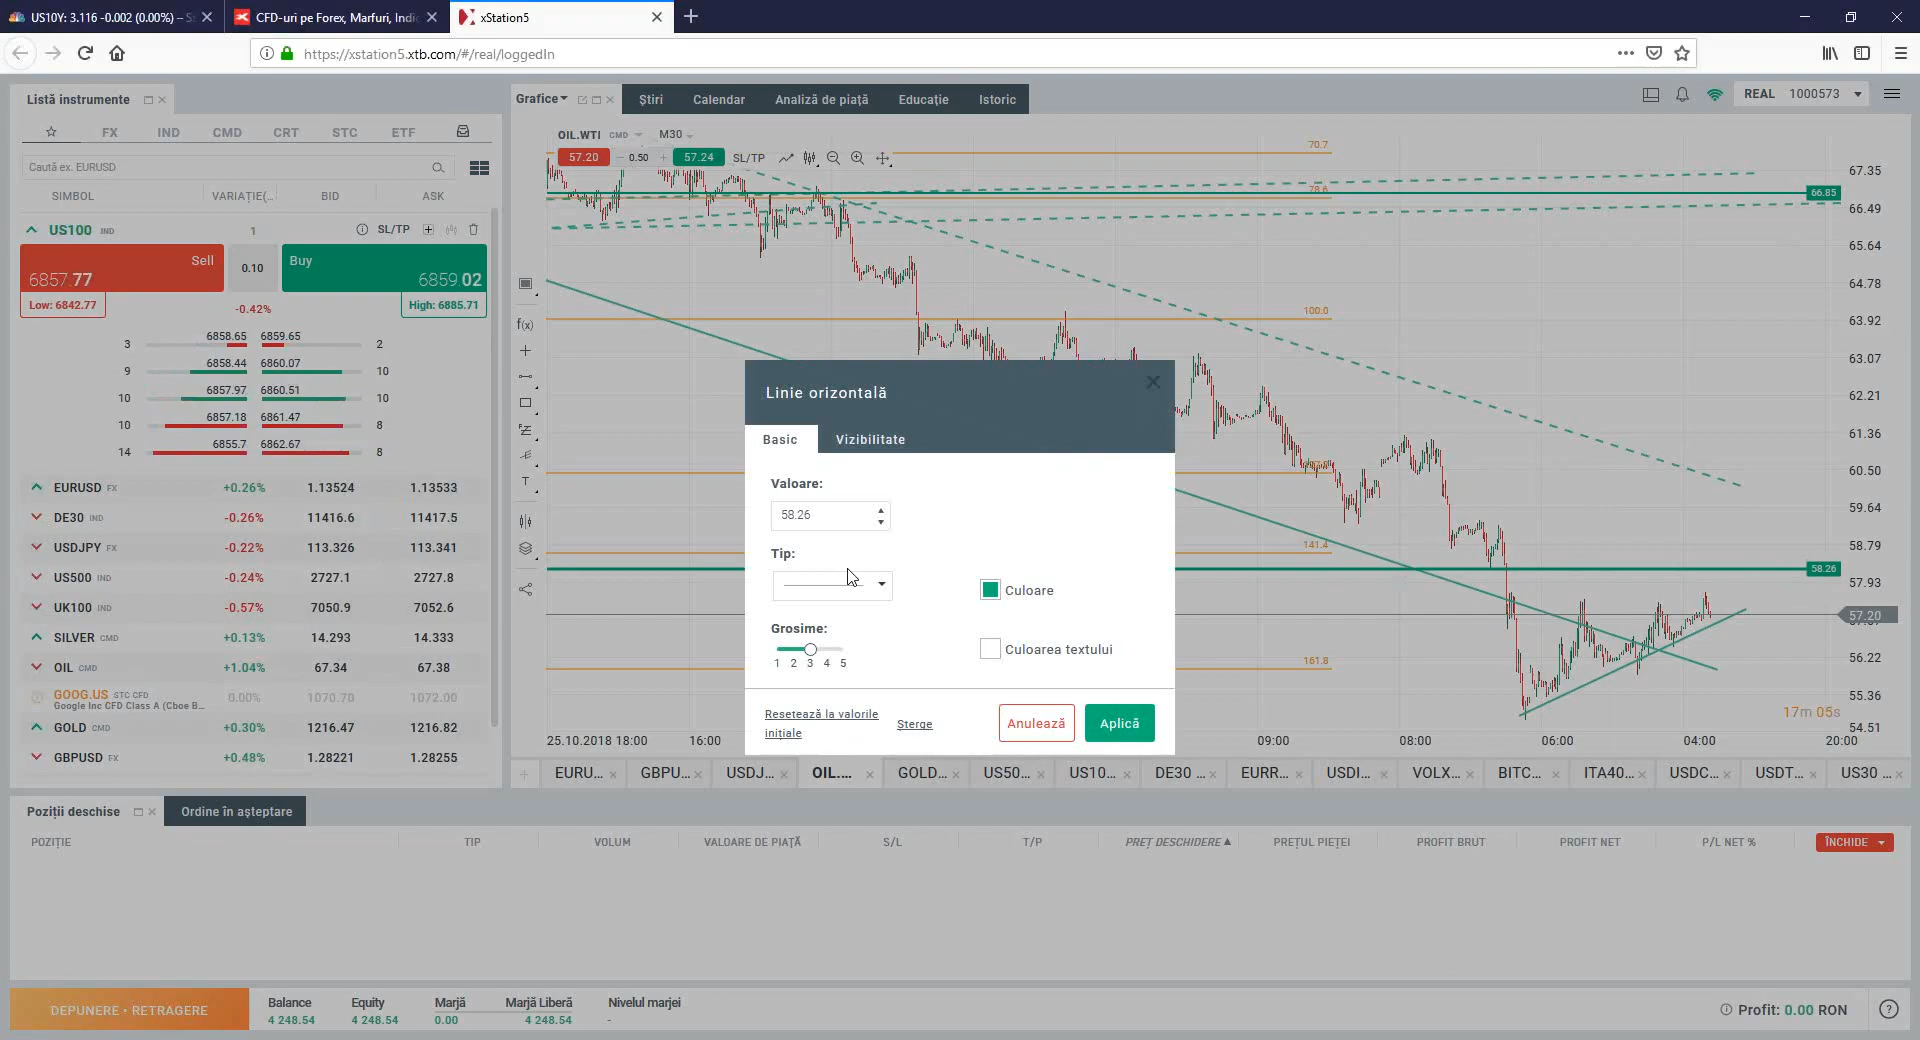 US10Y: 3.116 -0.002 (0.00%)
CFD-uri pe Forex, Marfuri, Indi
xStation5
https://xstation5.xtb.com/#/real/loggedIn
Listă instrumente
FX IND CMD CRT STC ETF
Caută ex. EURUSD
SIMBOL VARIAȚIE(... BID ASK
US100 IND 1 SL/TP
Sell 6857.77
0.10
Buy 6859.02
Low: 6842.77
-0.42%
High: 6885.71
3 6858.65 6859.65 2
9 6858.44 6860.07 10
10 6857.97 6860.51 10
10 6857.18 6861.47 8
14 6855.7 6862.67 8
EURUSD FX +0.26% 1.13524 1.13533
DE30 IND -0.26% 11416.6 11417.5
USDJPY FX -0.22% 113.326 113.341
US500 IND -0.24% 2727.1 2727.8
UK100 IND -0.57% 7050.9 7052.6
SILVER CMD +0.13% 14.293 14.333
OIL CMD +1.04% 67.34 67.38
GOOG.US STC CFD 0.00% 1070.70 1072.00
Google Inc CFD Class A (Cboe B...
GOLD CMD +0.30% 1216.47 1216.82
GBPUSD FX +0.48% 1.28221 1.28255
Grafice Știri Calendar Analiză de piață Educație Istoric
REAL 1000573
OIL.WTI CMD M30
57.20 0.50 57.24 SL/TP
f(x)
T
70.7
78.6
100.0
141.4
161.8
67.35
66.85
66.49
65.64
64.78
63.92
63.07
62.21
61.36
60.50
59.64
58.79
58.26
57.93
57.20
56.22
55.36
54.51
17m 05s
25.10.2018 18:00 16:00 09:00 08:00 06:00 04:00 20:00
Linie orizontală
Basic Vizibilitate
Valoare:
58.26
Tip:
Culoare
Grosime:
1 2 3 4 5
Culoarea textului
Resetează la valorile
inițiale
Șterge
Anulează
Aplică
EURU... GBPU... USDJ... OIL.... GOLD... US50... US10... DE30 ... EURR... USDI... VOLX... BITC... ITA40... USDC... USDT... US30 ...
Poziții deschise Ordine în așteptare
POZIȚIE TIP VOLUM VALOARE DE PIAȚĂ S/L T/P PREȚ DESCHIDERE PREȚUL PIEȚEI PROFIT BRUT PROFIT NET P/L NET % ÎNCHIDE
DEPUNERE • RETRAGERE
Balance Equity Marjă Marjă Liberă Nivelul marjei
4 248.54 4 248.54 0.00 4 248.54 -
Profit: 0.00 RON